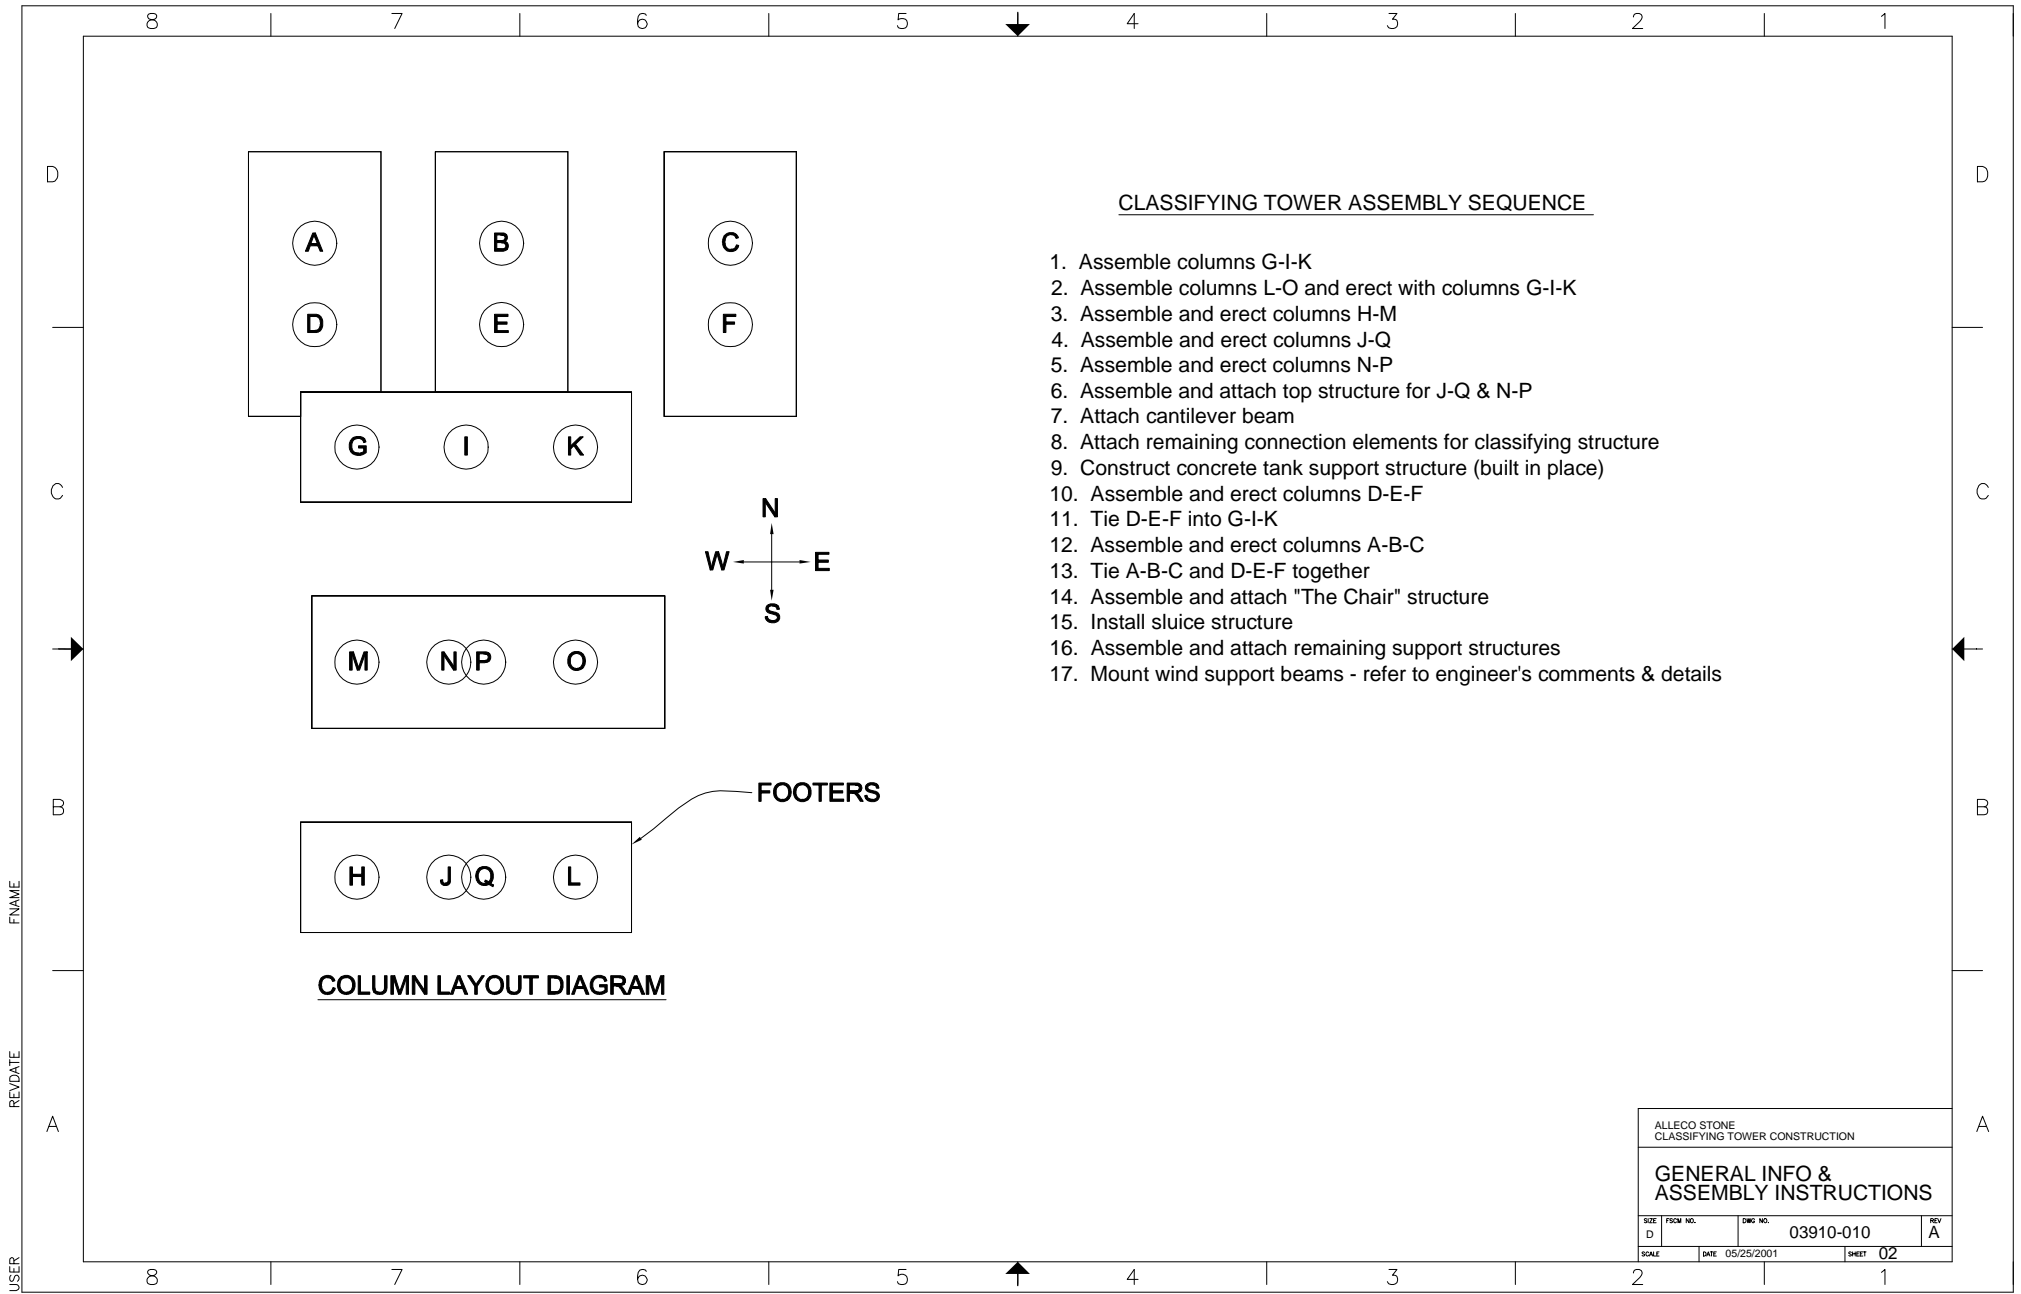 8 7 6 5 4 3 2 1
D D
C C
B B
A A
A B C
D E F
G I K
N
W E
S
M N P O
FOOTERS
H J Q L
COLUMN LAYOUT DIAGRAM
CLASSIFYING TOWER ASSEMBLY SEQUENCE
1. Assemble columns G-I-K
2. Assemble columns L-O and erect with columns G-I-K
3. Assemble and erect columns H-M
4. Assemble and erect columns J-Q
5. Assemble and erect columns N-P
6. Assemble and attach top structure for J-Q & N-P
7. Attach cantilever beam
8. Attach remaining connection elements for classifying structure
9. Construct concrete tank support structure (built in place)
10. Assemble and erect columns D-E-F
11. Tie D-E-F into G-I-K
12. Assemble and erect columns A-B-C
13. Tie A-B-C and D-E-F together
14. Assemble and attach "The Chair" structure
15. Install sluice structure
16. Assemble and attach remaining support structures
17. Mount wind support beams - refer to engineer's comments & details
FNAME
REVDATE
USER
ALLECO STONE
CLASSIFYING TOWER CONSTRUCTION
GENERAL INFO &
ASSEMBLY INSTRUCTIONS
SIZE FSCM NO. DWG NO. REV
D 03910-010 A
SCALE DATE 05/25/2001 SHEET 02
8 7 6 5 4 3 2 1